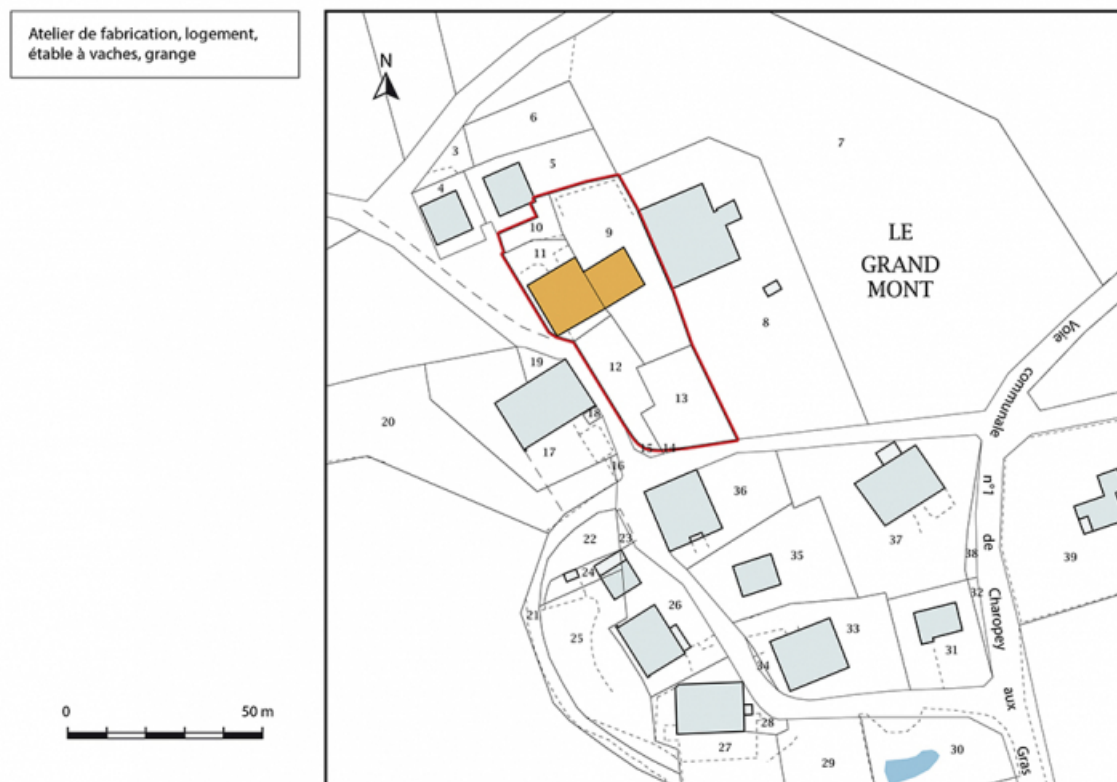 Atelier de fabrication, logement,
étable à vaches, grange
N
6
7
3
5
4
9
10
11
LE
GRAND
MONT
8
Voie
communale
n°1
de
Charopey
aux
Gras
12
19
13
20
18
15
14
17
16
36
37
22
23
35
38
39
24
32
21
26
25
33
31
34
28
27
30
29
0
50 m